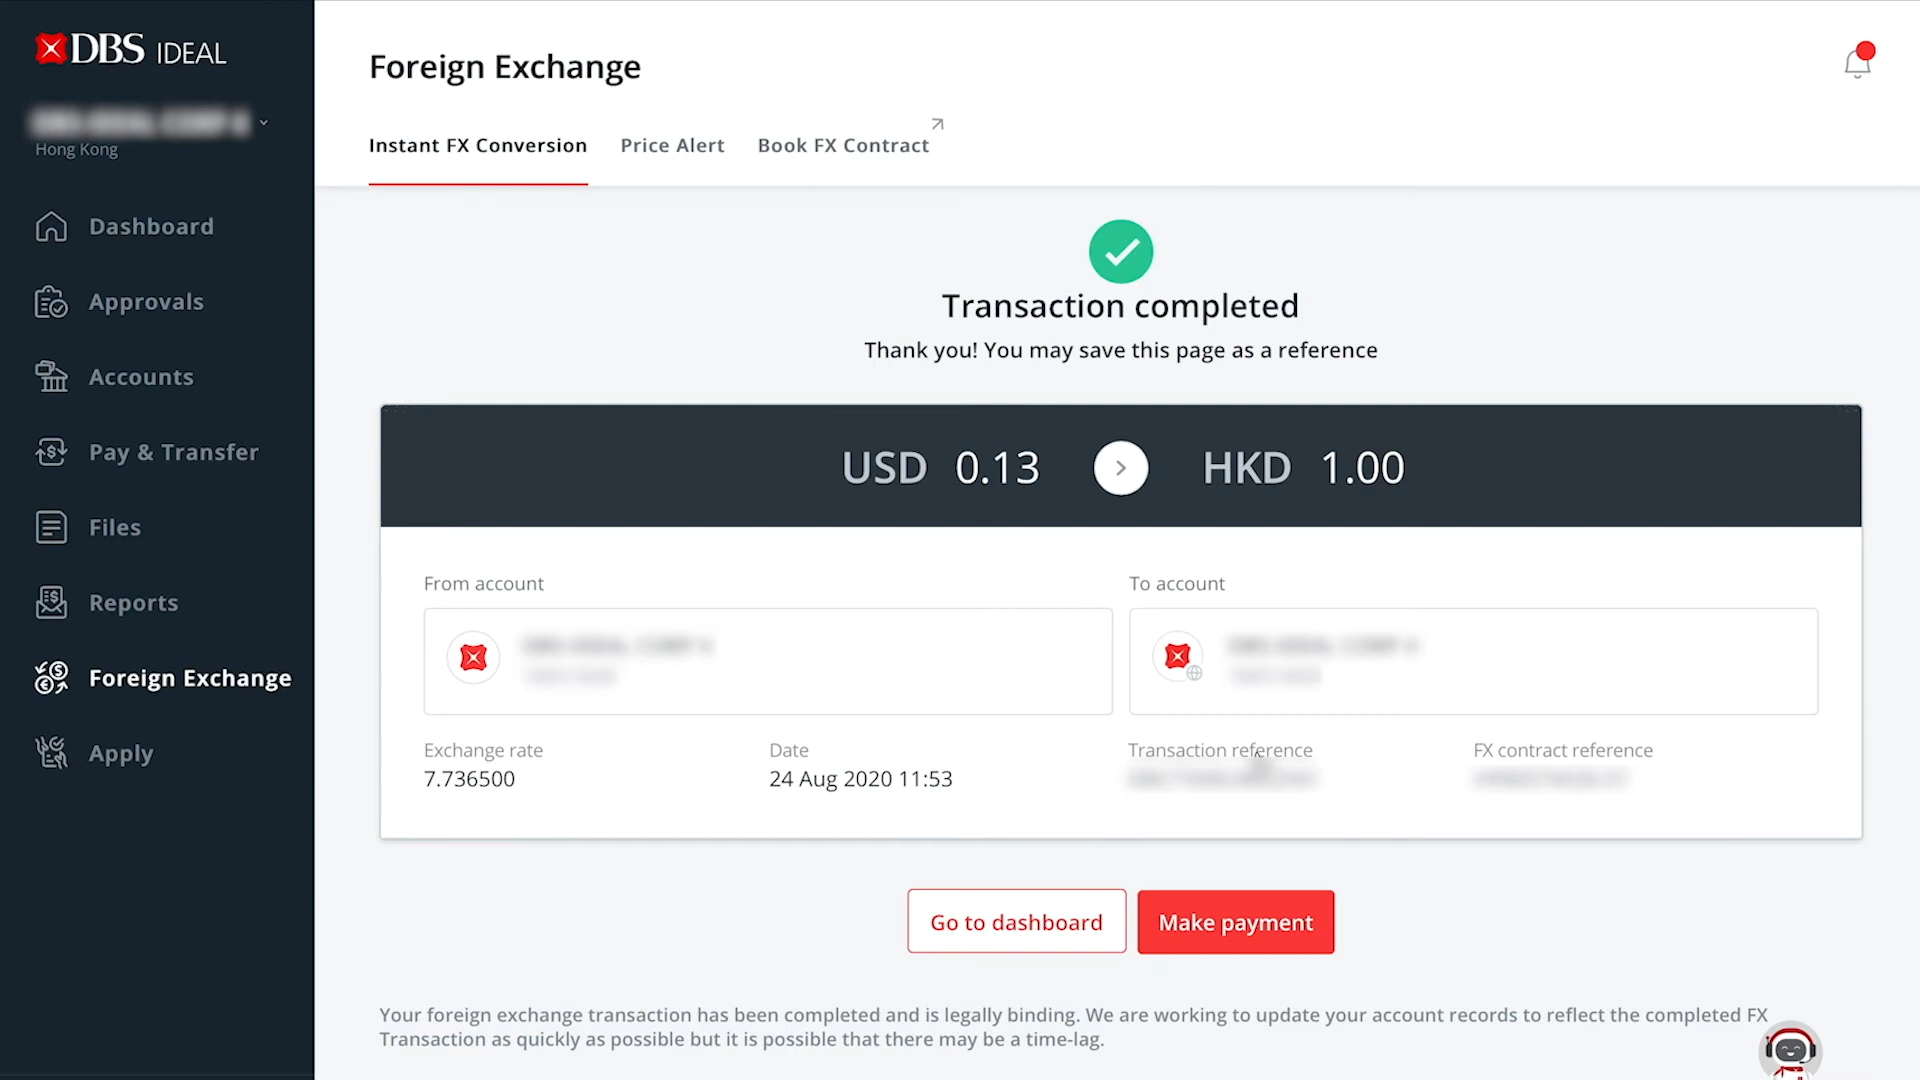 DBS IDEAL
Hong Kong
Dashboard
Approvals
Accounts
Pay & Transfer
Files
Reports
Foreign Exchange
Apply
Foreign Exchange
Instant FX Conversion
Price Alert
Book FX Contract
Transaction completed
Thank you! You may save this page as a reference
USD 0.13
HKD 1.00
From account
To account
Exchange rate
7.736500
Date
24 Aug 2020 11:53
Transaction reference
FX contract reference
Go to dashboard
Make payment
Your foreign exchange transaction has been completed and is legally binding. We are working to update your account records to reflect the completed FX
Transaction as quickly as possible but it is possible that there may be a time-lag.